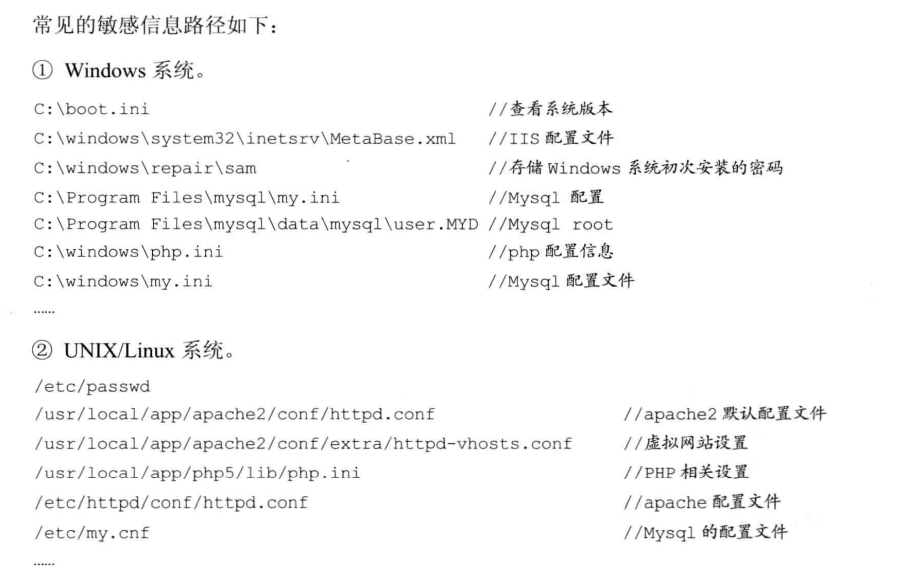 常见的敏感信息路径如下：
① Windows 系统。
C:\boot.ini //查看系统版本
C:\windows\system32\inetsrv\MetaBase.xml //IIS 配置文件
C:\windows\repair\sam //存储 Windows 系统初次安装的密码
C:\Program Files\mysql\my.ini //Mysql 配置
C:\Program Files\mysql\data\mysql\user.MYD //Mysql root
C:\windows\php.ini //php 配置信息
C:\windows\my.ini //Mysql 配置文件
……
② UNIX/Linux 系统。
/etc/passwd
/usr/local/app/apache2/conf/httpd.conf //apache2 默认配置文件
/usr/local/app/apache2/conf/extra/httpd-vhosts.conf //虚拟网站设置
/usr/local/app/php5/lib/php.ini //PHP 相关设置
/etc/httpd/conf/httpd.conf //apache 配置文件
/etc/my.cnf //Mysql 的配置文件
……